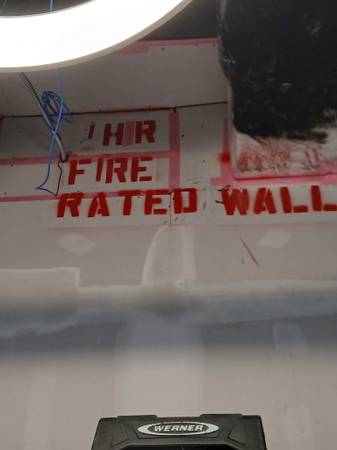 1HR
FIRE
RATED WALL
WERNER